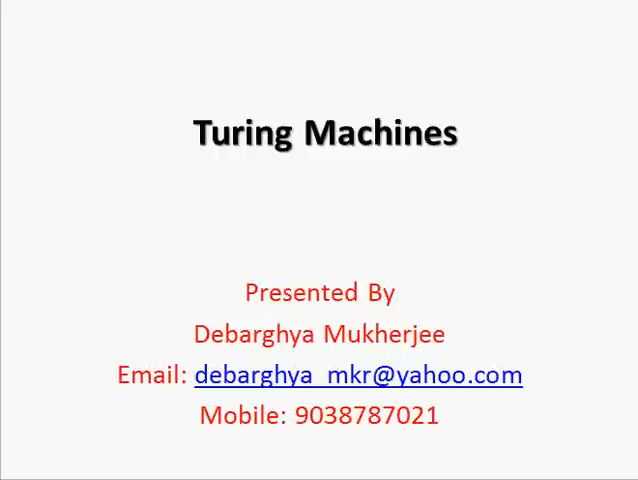 Turing Machines
Presented By
Debarghya Mukherjee
Email: debarghya_mkr@yahoo.com
Mobile: 9038787021